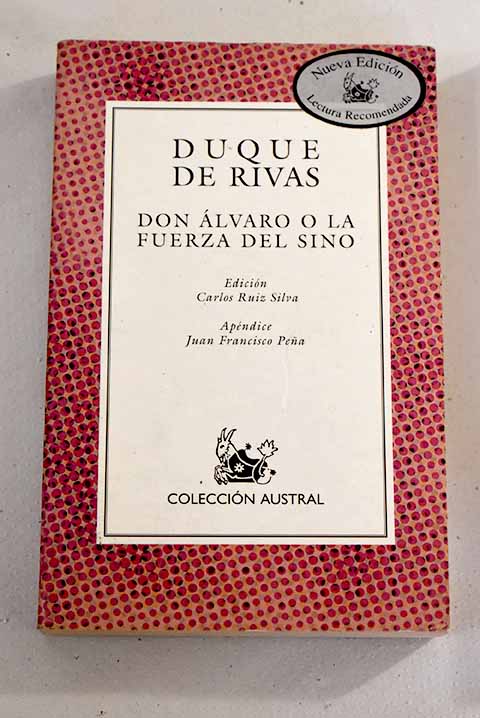 Nueva Edición
Lectura Recomendada
DUQUE
DE RIVAS
DON ÁLVARO O LA
FUERZA DEL SINO
Edición
Carlos Ruiz Silva
Apéndice
Juan Francisco Peña
COLECCIÓN AUSTRAL